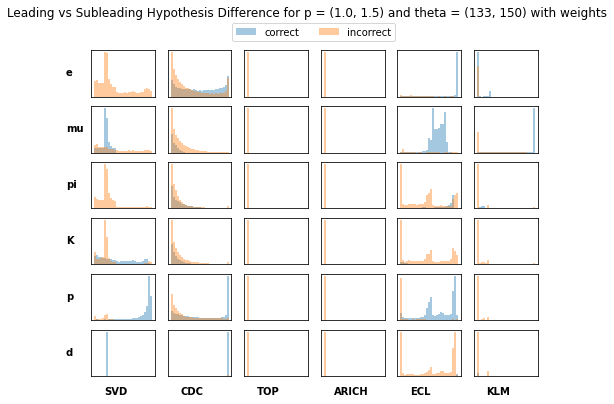 Leading vs Subleading Hypothesis Difference for p = (1.0, 1.5) and theta = (133, 150) with weights
correct incorrect
e
mu
pi
K
p
d
SVD CDC TOP ARICH ECL KLM